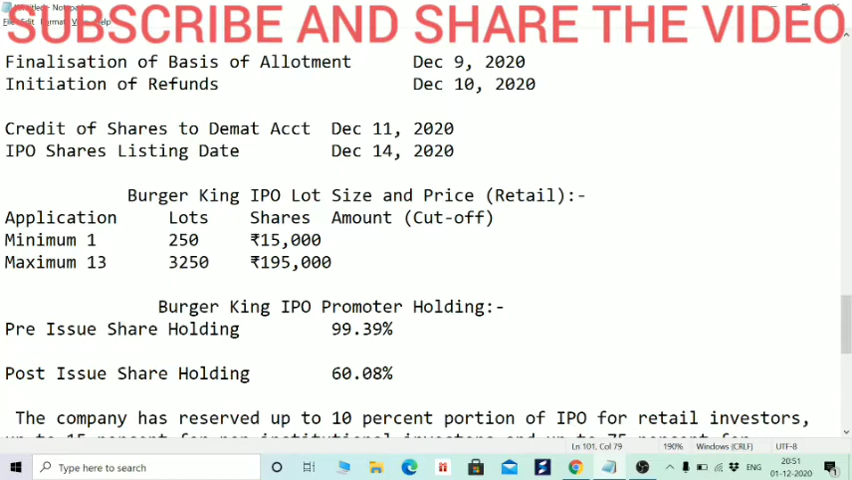 SUBSCRIBE AND SHARE THE VIDEO
Finalisation of Basis of Allotment Dec 9, 2020
Initiation of Refunds Dec 10, 2020
Credit of Shares to Demat Acct Dec 11, 2020
IPO Shares Listing Date Dec 14, 2020
Burger King IPO Lot Size and Price (Retail):-
Application Lots Shares Amount (Cut-off)
Minimum 1 250 ₹15,000
Maximum 13 3250 ₹195,000
Burger King IPO Promoter Holding:-
Pre Issue Share Holding 99.39%
Post Issue Share Holding 60.08%
The company has reserved up to 10 percent portion of IPO for retail investors,
Ln 101, Col 79 190% Windows (CRLF) UTF-8
Type here to search
ENG
20:51
01-12-2020